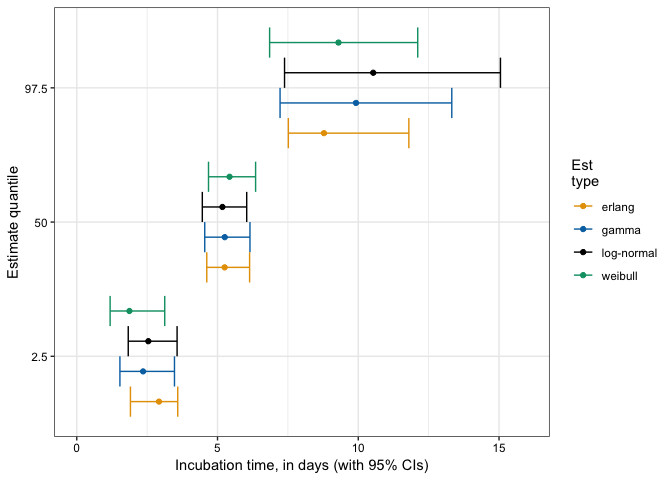 97.5
50
2.5
Estimate quantile
0
5
10
15
Incubation time, in days (with 95% CIs)
Est
type
erlang
gamma
log-normal
weibull